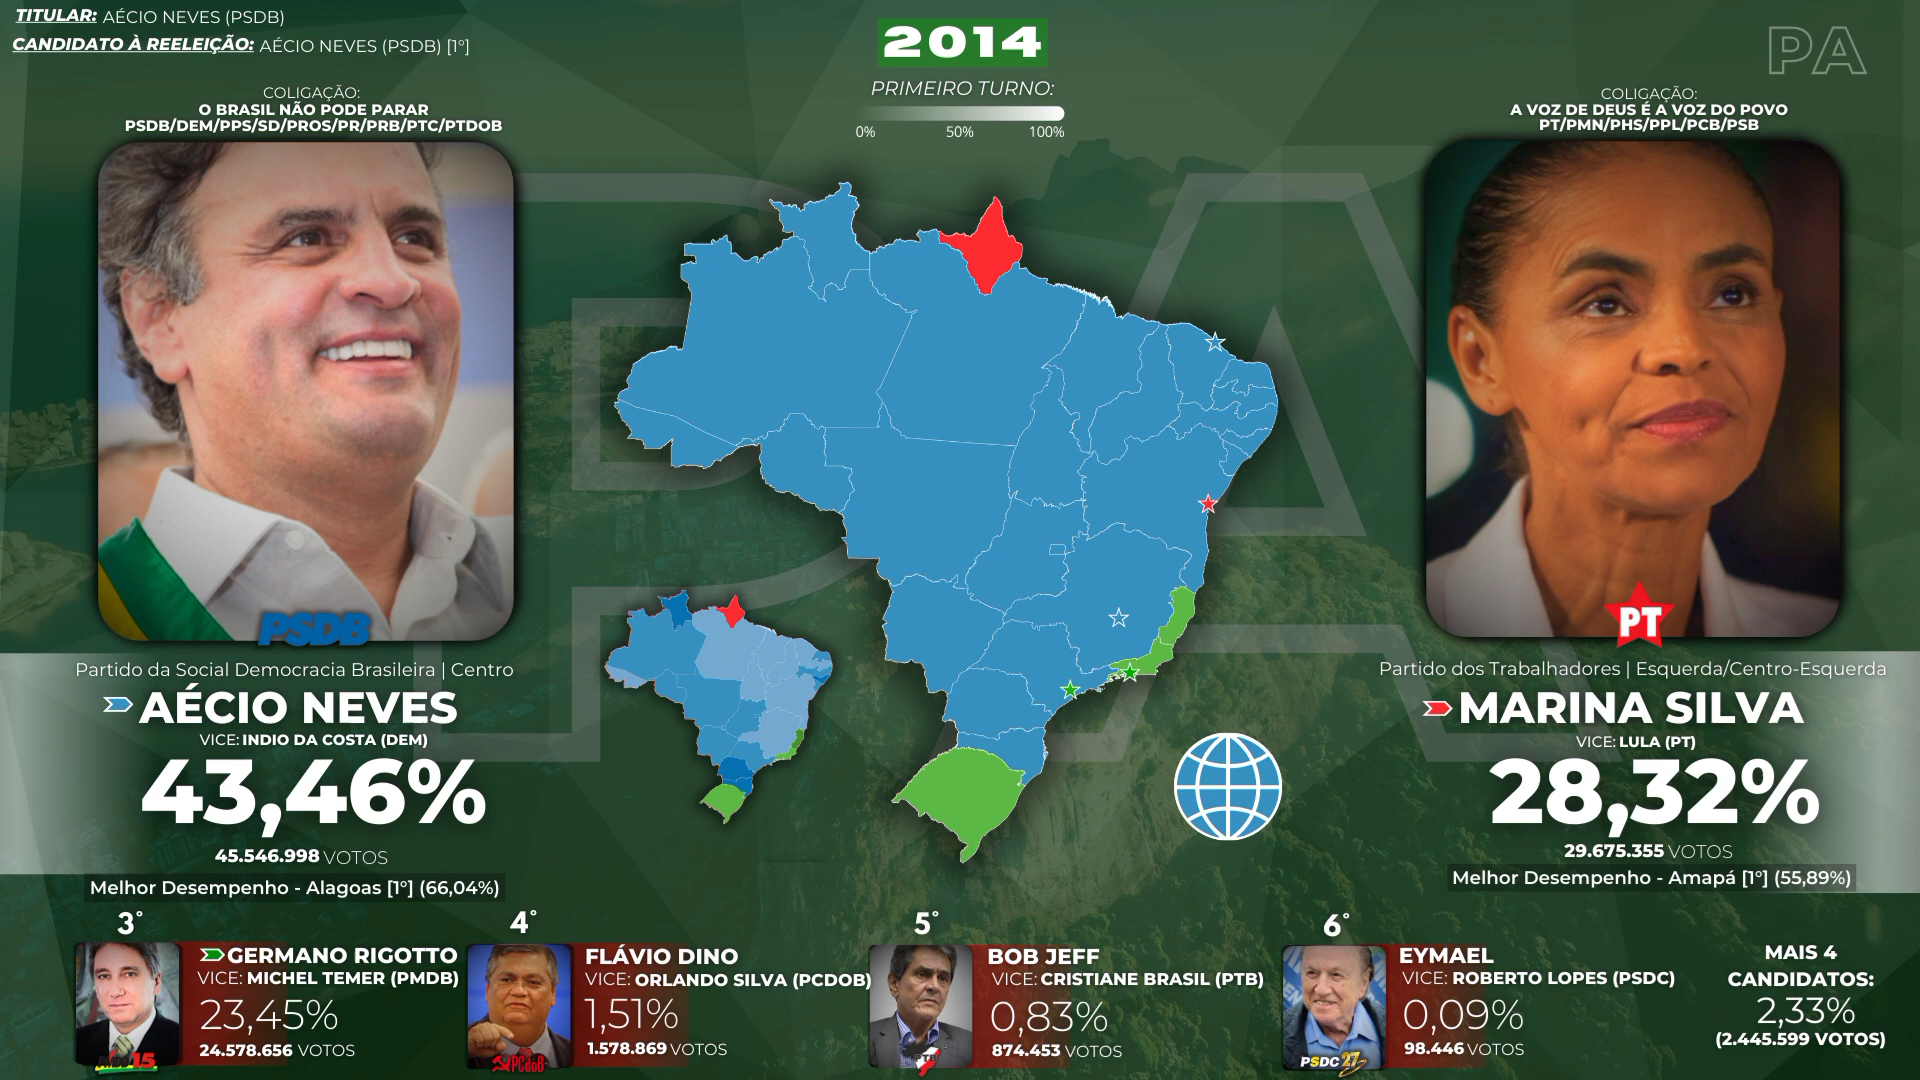 TITULAR: AÉCIO NEVES (PSDB)
CANDIDATO À REELEIÇÃO: AÉCIO NEVES (PSDB) [1º]
2014
PRIMEIRO TURNO:
0% 50% 100%
PA
COLIGAÇÃO:
O BRASIL NÃO PODE PARAR
PSDB/DEM/PPS/SD/PROS/PR/PRB/PTC/PTDOB
COLIGAÇÃO:
A VOZ DE DEUS É A VOZ DO POVO
PT/PMN/PHS/PPL/PCB/PSB
PA
PSDB
Partido da Social Democracia Brasileira | Centro
AÉCIO NEVES
VICE: INDIO DA COSTA (DEM)
43,46%
45.546.998 VOTOS
Melhor Desempenho - Alagoas [1º] (66,04%)
PT
Partido dos Trabalhadores | Esquerda/Centro-Esquerda
MARINA SILVA
VICE: LULA (PT)
28,32%
29.675.355 VOTOS
Melhor Desempenho - Amapá [1º] (55,89%)
3°
GERMANO RIGOTTO
VICE: MICHEL TEMER (PMDB)
23,45%
24.578.656 VOTOS
15
4°
FLÁVIO DINO
VICE: ORLANDO SILVA (PCDOB)
1,51%
1.578.869 VOTOS
PCdoB
5°
BOB JEFF
VICE: CRISTIANE BRASIL (PTB)
0,83%
874.453 VOTOS
PTB
6°
EYMAEL
VICE: ROBERTO LOPES (PSDC)
0,09%
98.446 VOTOS
PSDC 27
MAIS 4
CANDIDATOS:
2,33%
(2.445.599 VOTOS)